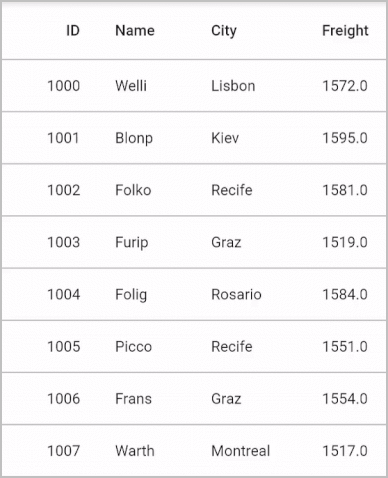 ID Name City Freight
1000 Welli Lisbon 1572.0
1001 Blonp Kiev 1595.0
1002 Folko Recife 1581.0
1003 Furip Graz 1519.0
1004 Folig Rosario 1584.0
1005 Picco Recife 1551.0
1006 Frans Graz 1554.0
1007 Warth Montreal 1517.0